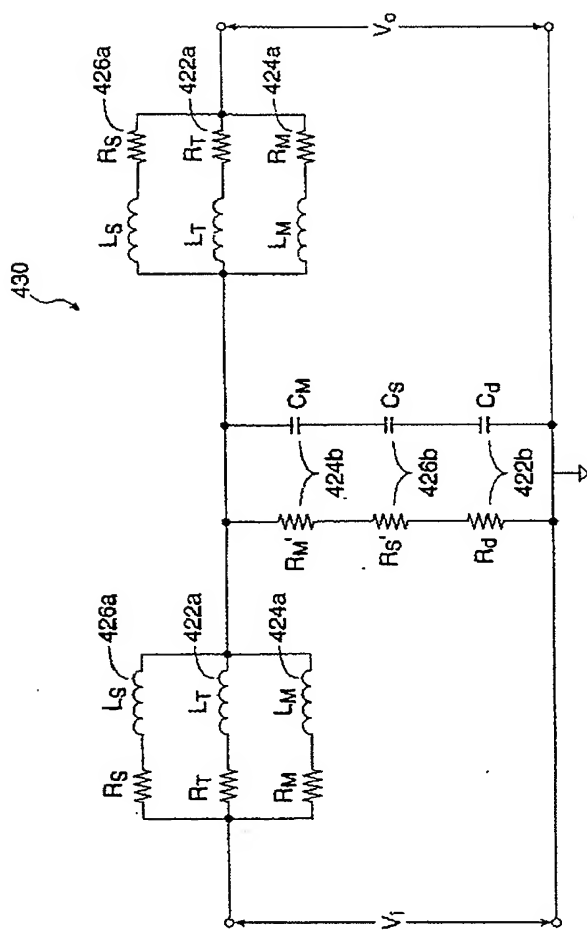 430
426a
LS
RS
422a
RT
LT
424a
RM
LM
LS
RS
426a
LT
RT
422a
LM
RM
424a
Vi
RM'
424b
CM
RS'
426b
CS
Rd
422b
Cd
Vo